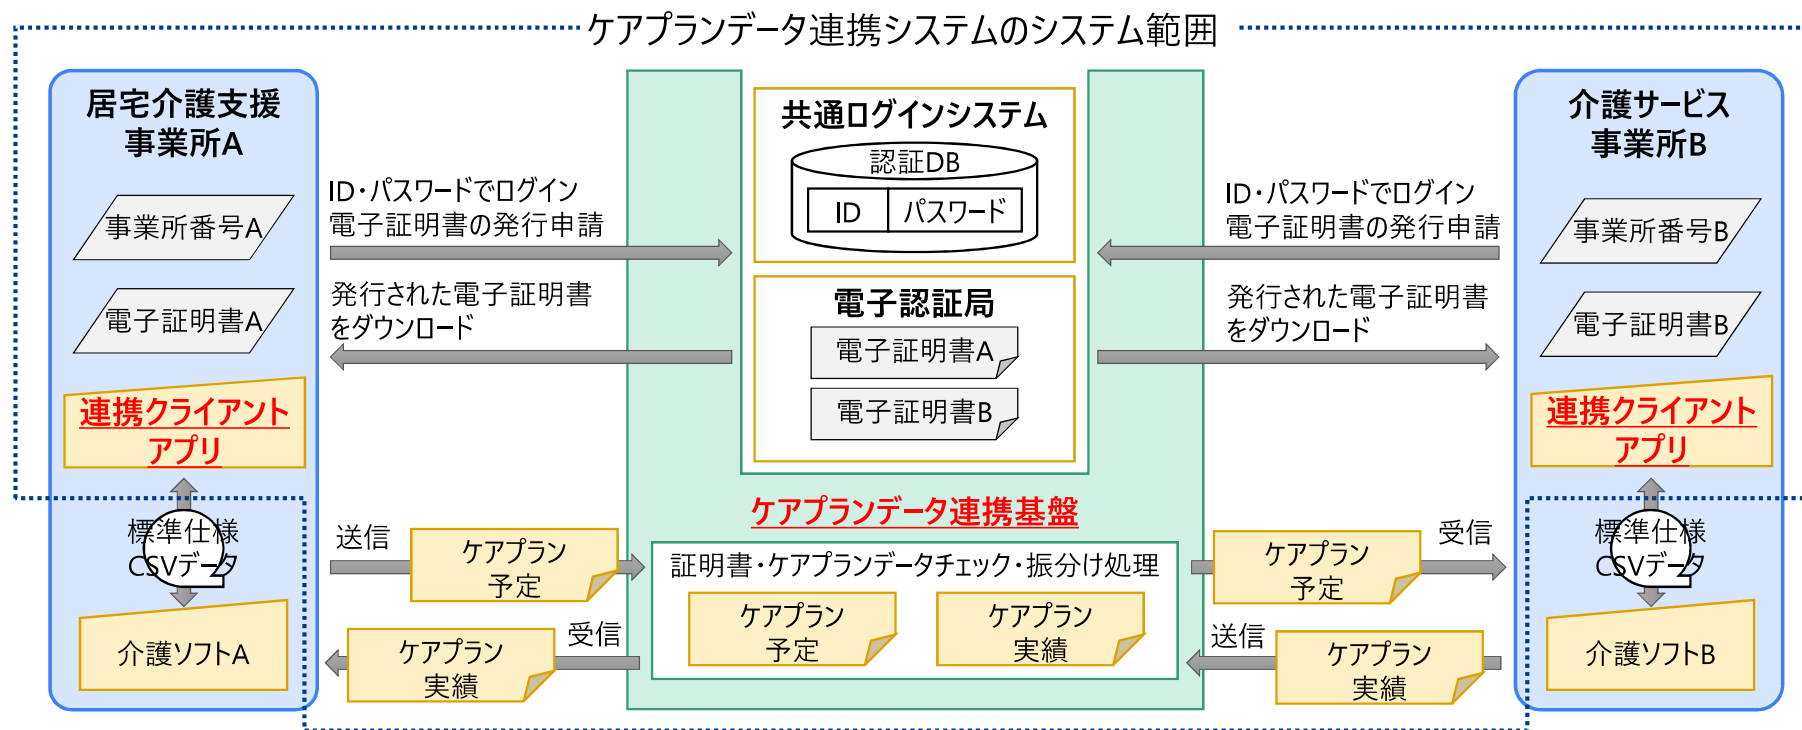 ケアプランデータ連携システムのシステム範囲
居宅介護支援
事業所A
事業所番号A
電子証明書A
連携クライアント
アプリ
標準仕様
CSVデータ
介護ソフトA
ID・パスワードでログイン
電子証明書の発行申請
発行された電子証明書
をダウンロード
送信
ケアプラン
予定
受信
ケアプラン
実績
共通ログインシステム
認証DB
ID
パスワード
電子認証局
電子証明書A
電子証明書B
ケアプランデータ連携基盤
証明書・ケアプランデータチェック・振分け処理
ケアプラン
予定
ケアプラン
実績
ID・パスワードでログイン
電子証明書の発行申請
発行された電子証明書
をダウンロード
受信
ケアプラン
予定
送信
ケアプラン
実績
介護サービス
事業所B
事業所番号B
電子証明書B
連携クライアント
アプリ
標準仕様
CSVデータ
介護ソフトB